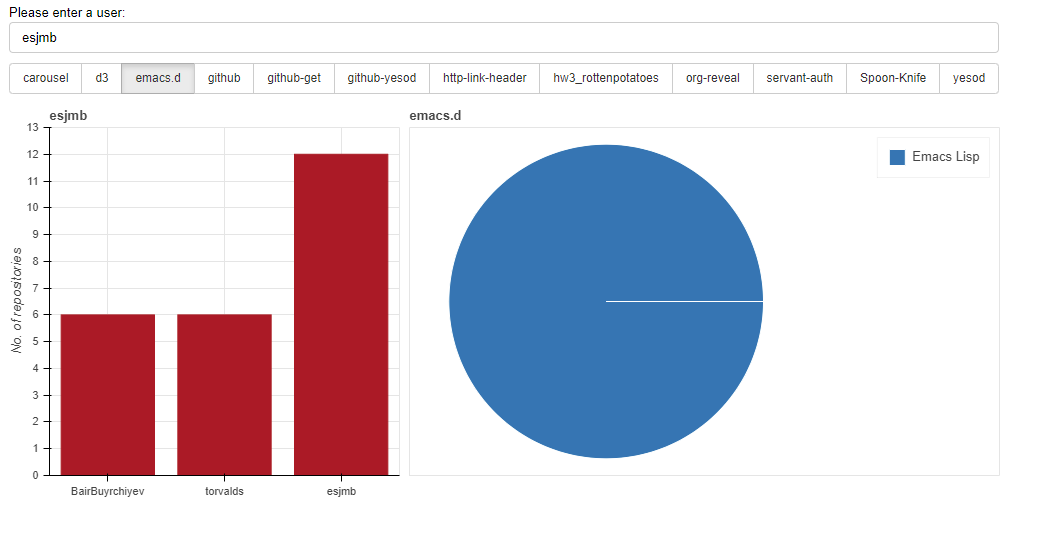 Please enter a user:
esjmb
carousel d3 emacs.d github github-get github-yesod http-link-header hw3_rottenpotatoes org-reveal servant-auth Spoon-Knife yesod
esjmb
No. of repositories
13
12
11
10
9
8
7
6
5
4
3
2
1
0
BairBuyrchiyev torvalds esjmb
emacs.d
Emacs Lisp